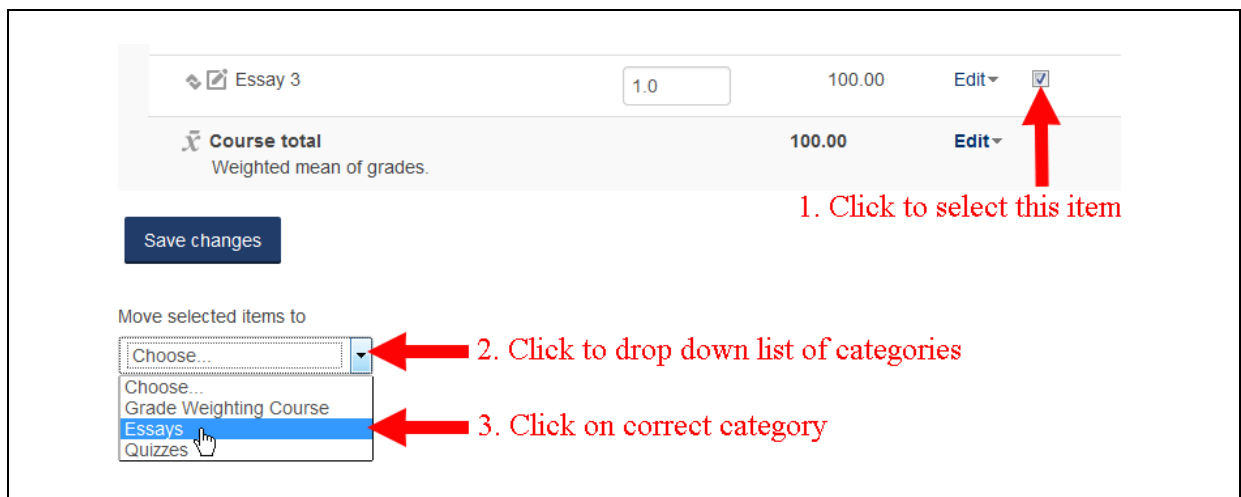 Essay 3 1.0 100.00 Edit
x̄ Course total 100.00 Edit
Weighted mean of grades.
1. Click to select this item
Save changes
Move selected items to
Choose... 2. Click to drop down list of categories
Choose...
Grade Weighting Course
Essays 3. Click on correct category
Quizzes